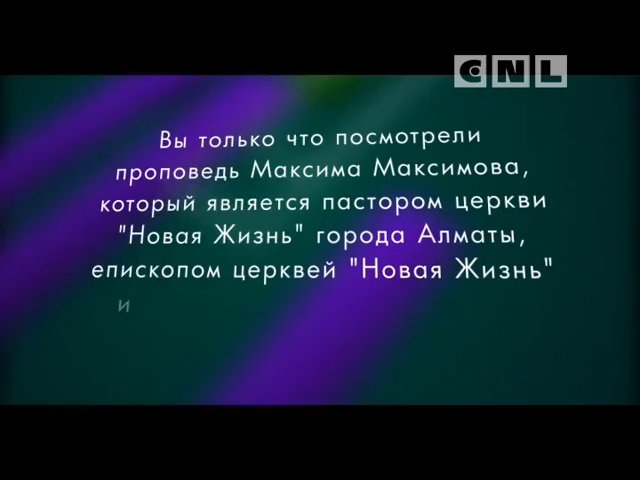 CNL
Вы только что посмотрели
проповедь Максима Максимова,
который является пастором церкви
"Новая Жизнь" города Алматы,
епископом церквей "Новая Жизнь"
и